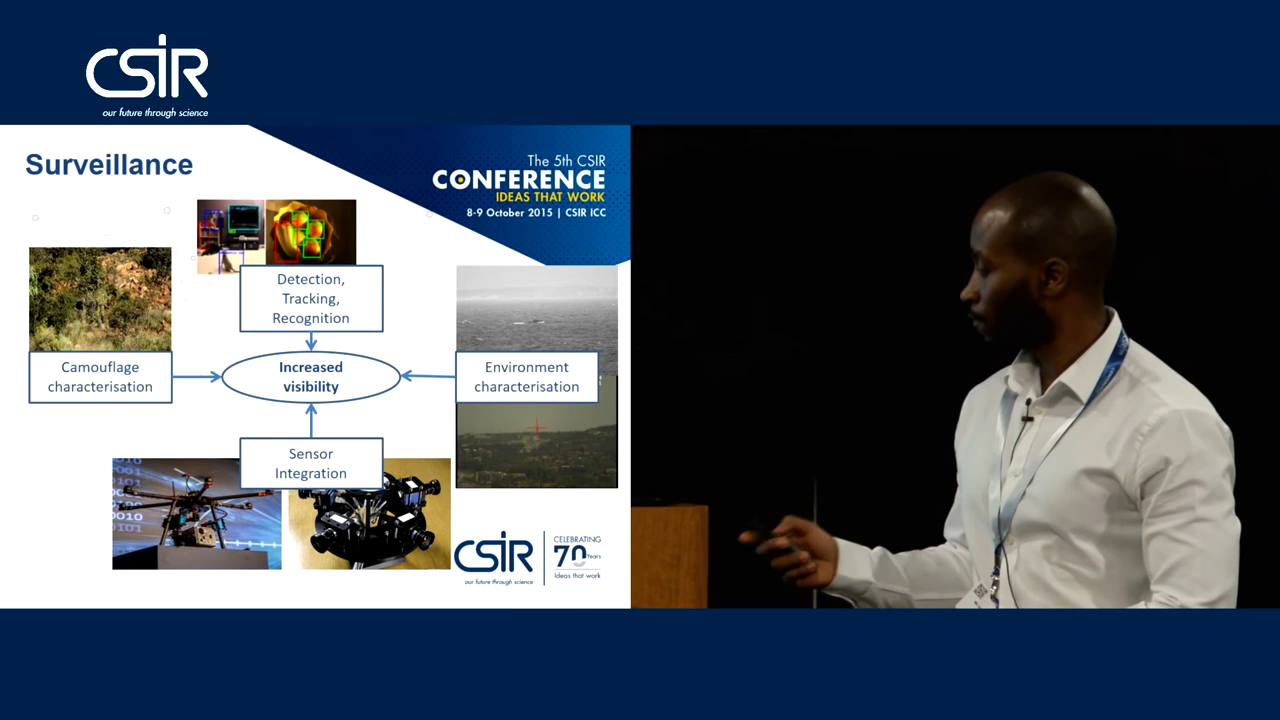 CSIR
our future through science
Surveillance
The 5th CSIR
CONFERENCE
IDEAS THAT WORK
8-9 October 2015 | CSIR ICC
Detection,
Tracking,
Recognition
Camouflage
characterisation
Increased
visibility
Environment
characterisation
Sensor
Integration
CSIR
our future through science
CELEBRATING
70 Years
Ideas that work